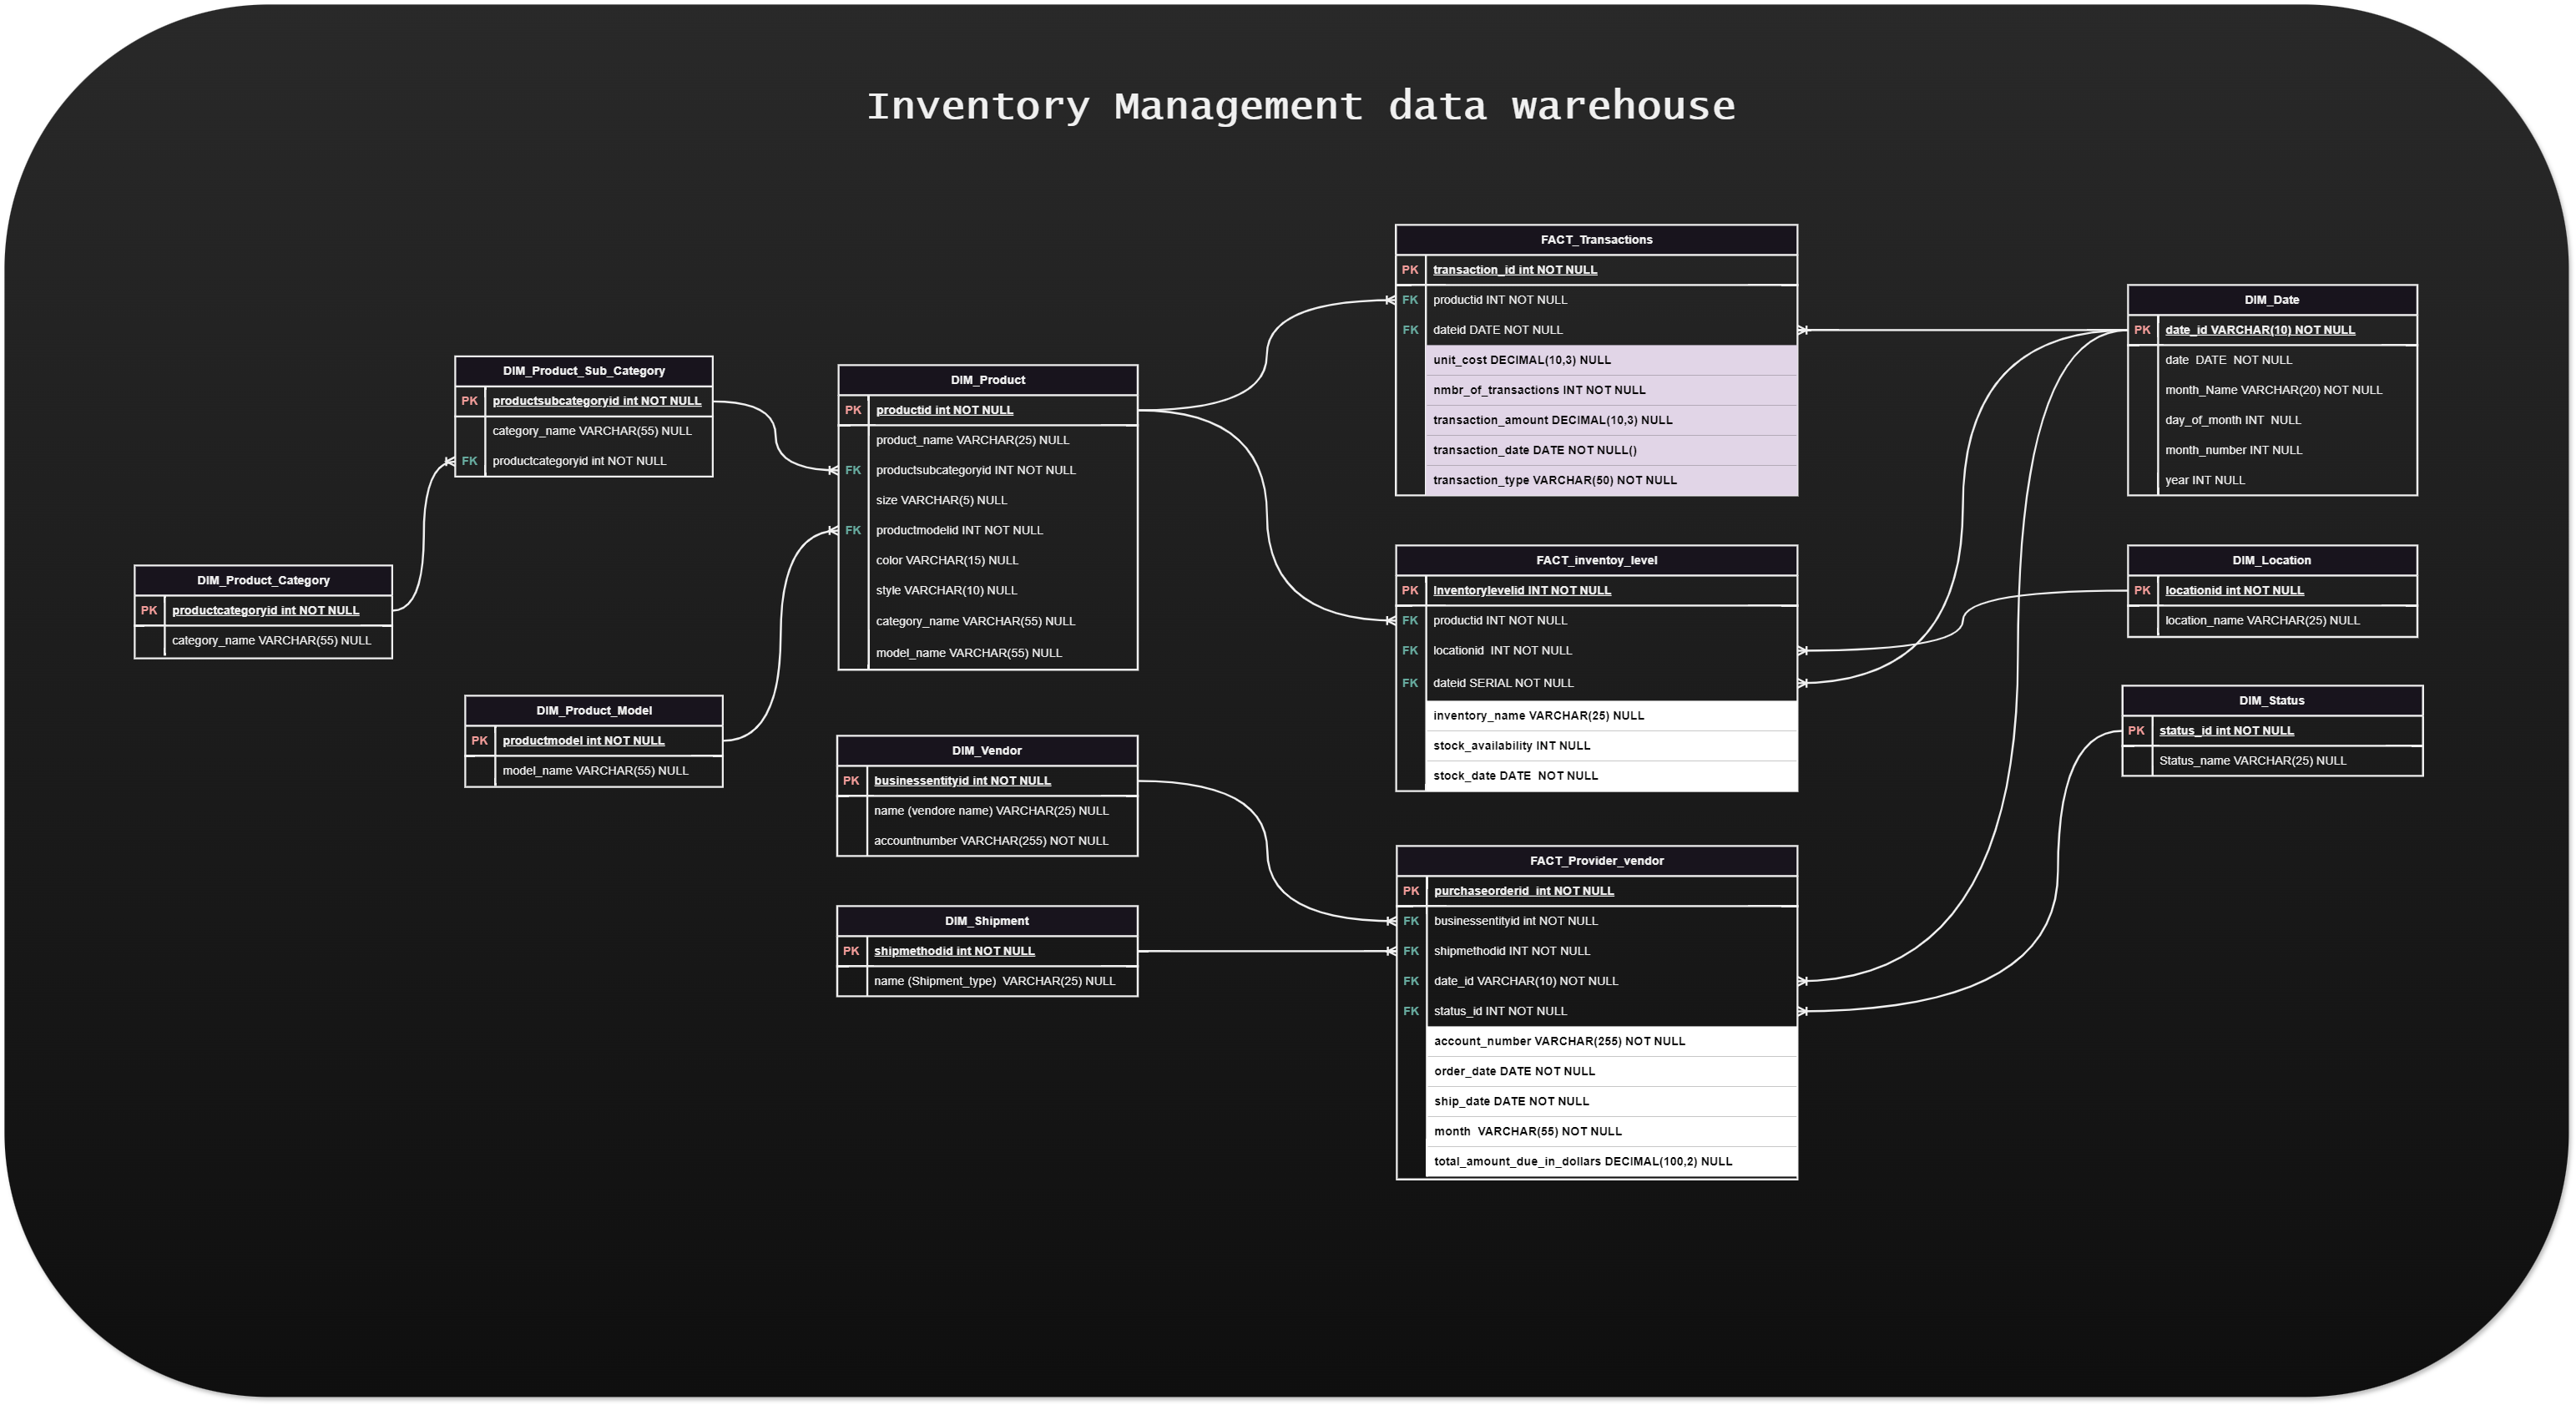 Inventory Management data warehouse
DIM_Product_Category
PK productcategoryid int NOT NULL
category_name VARCHAR(55) NULL
DIM_Product_Sub_Category
PK productsubcategoryid int NOT NULL
category_name VARCHAR(55) NULL
FK productcategoryid int NOT NULL
DIM_Product_Model
PK productmodel int NOT NULL
model_name VARCHAR(55) NULL
DIM_Product
PK productid int NOT NULL
product_name VARCHAR(25) NULL
FK productsubcategoryid INT NOT NULL
size VARCHAR(5) NULL
FK productmodelid INT NOT NULL
color VARCHAR(15) NULL
style VARCHAR(10) NULL
category_name VARCHAR(55) NULL
model_name VARCHAR(55) NULL
DIM_Vendor
PK businessentityid int NOT NULL
name (vendore name) VARCHAR(25) NULL
accountnumber VARCHAR(255) NOT NULL
DIM_Shipment
PK shipmethodid int NOT NULL
name (Shipment_type) VARCHAR(25) NULL
FACT_Transactions
PK transaction_id int NOT NULL
FK productid INT NOT NULL
FK dateid DATE NOT NULL
unit_cost DECIMAL(10,3) NULL
nmbr_of_transactions INT NOT NULL
transaction_amount DECIMAL(10,3) NULL
transaction_date DATE NOT NULL()
transaction_type VARCHAR(50) NOT NULL
FACT_inventoy_level
PK Inventorylevelid INT NOT NULL
FK productid INT NOT NULL
FK locationid INT NOT NULL
FK dateid SERIAL NOT NULL
inventory_name VARCHAR(25) NULL
stock_availability INT NULL
stock_date DATE NOT NULL
FACT_Provider_vendor
PK purchaseorderid int NOT NULL
FK businessentityid int NOT NULL
FK shipmethodid INT NOT NULL
FK date_id VARCHAR(10) NOT NULL
FK status_id INT NOT NULL
account_number VARCHAR(255) NOT NULL
order_date DATE NOT NULL
ship_date DATE NOT NULL
month VARCHAR(55) NOT NULL
total_amount_due_in_dollars DECIMAL(100,2) NULL
DIM_Date
PK date_id VARCHAR(10) NOT NULL
date DATE NOT NULL
month_Name VARCHAR(20) NOT NULL
day_of_month INT NULL
month_number INT NULL
year INT NULL
DIM_Location
PK locationid int NOT NULL
location_name VARCHAR(25) NULL
DIM_Status
PK status_id int NOT NULL
Status_name VARCHAR(25) NULL